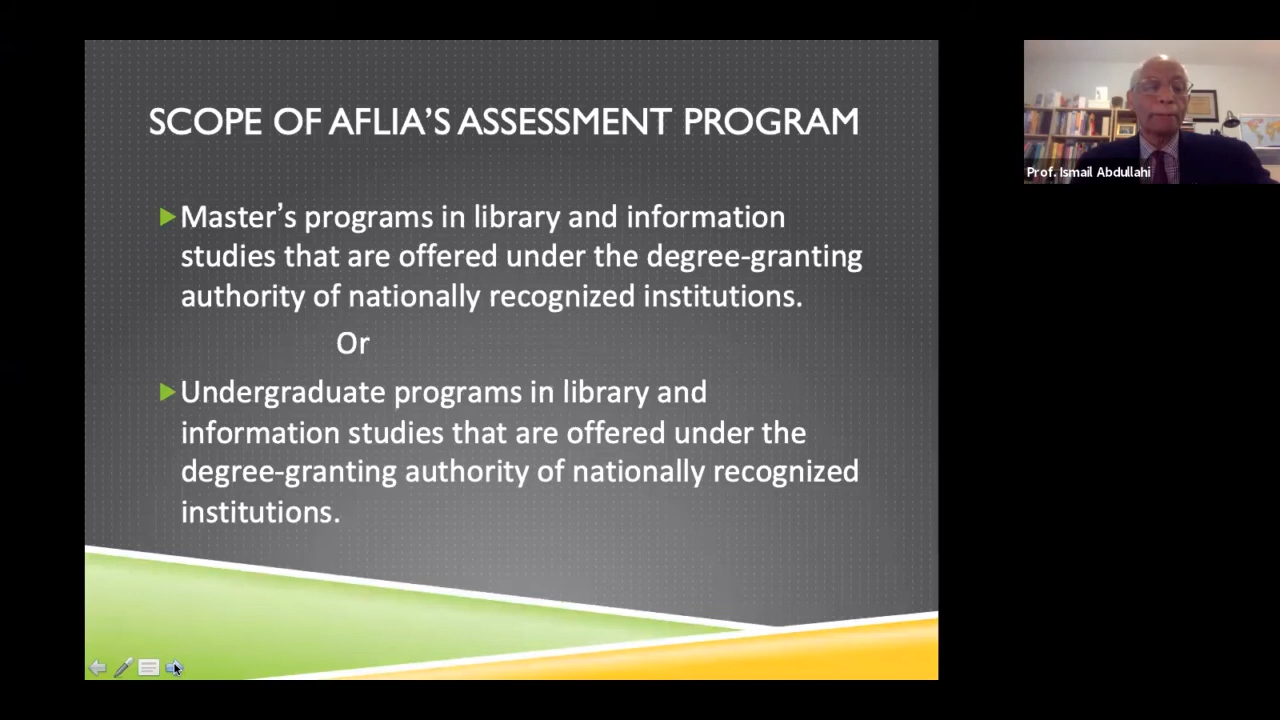 SCOPE OF AFLIA'S ASSESSMENT PROGRAM
Master's programs in library and information
studies that are offered under the degree-granting
authority of nationally recognized institutions.
Or
Undergraduate programs in library and
information studies that are offered under the
degree-granting authority of nationally recognized
institutions.
Prof. Ismail Abdullahi